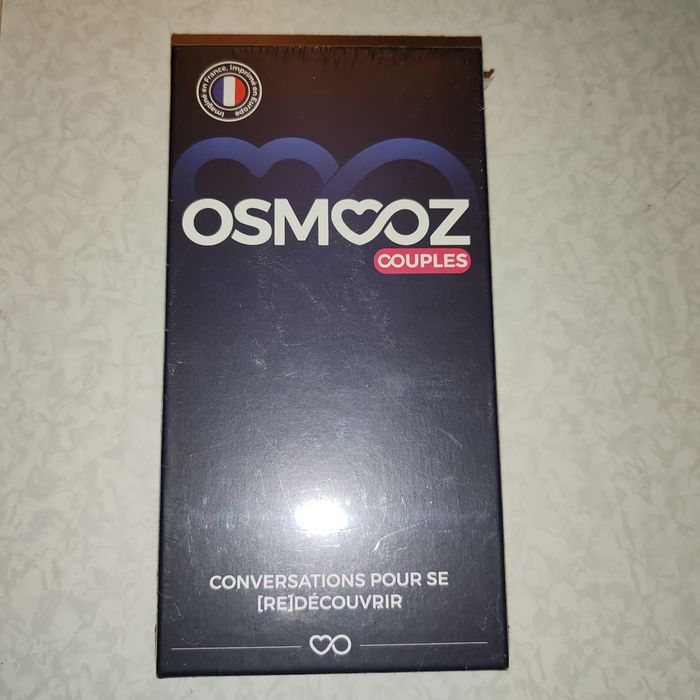 Imaginé en France, imprimé en Europe
OSMOOZ
COUPLES
CONVERSATIONS POUR SE
[RE]DÉCOUVRIR